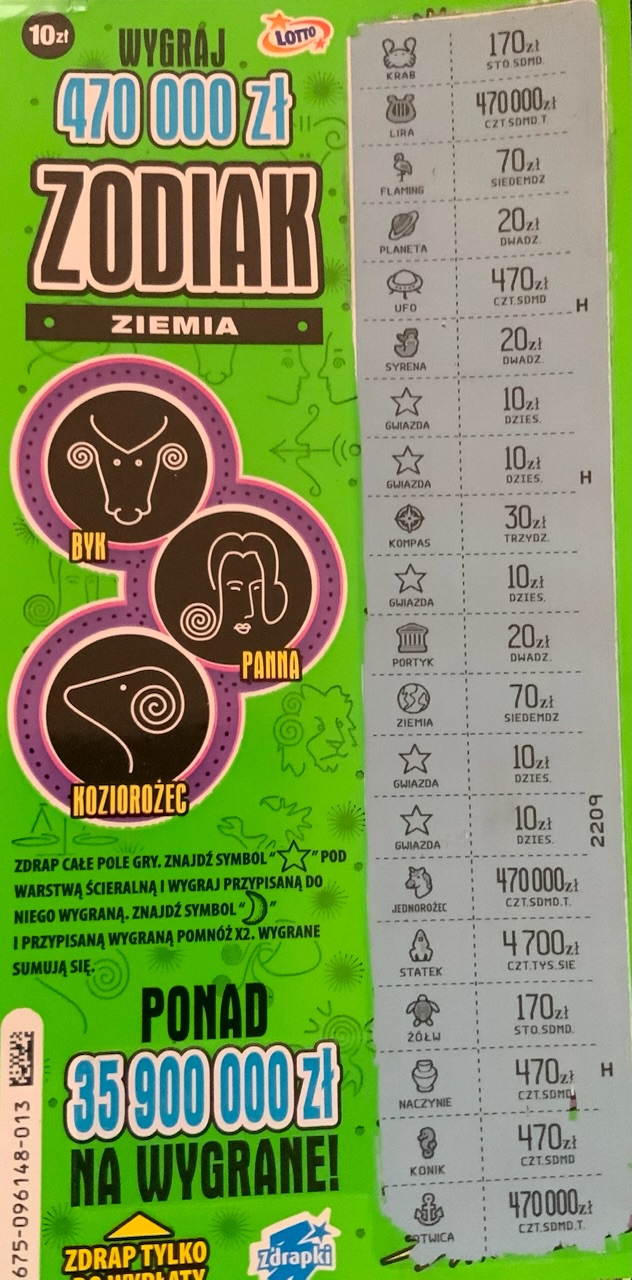 10zł
WYGRAJ
LOTTO
470 000 zł
ZODIAK
ZIEMIA
BYK
PANNA
KOZIOROŻEC
ZDRAP CAŁE POLE GRY. ZNAJDŹ SYMBOL “ ” POD
WARSTWĄ ŚCIERALNĄ I WYGRAJ PRZYPISANĄ DO
NIEGO WYGRANĄ. ZNAJDŹ SYMBOL “ ”
I PRZYPISANĄ WYGRANĄ POMNÓŻ X2. WYGRANE
SUMUJĄ SIĘ.
PONAD
35 900 000 zł
NA WYGRANE!
ZDRAP TYLKO
DO WYPŁATY
Zdrapki
675-096148-013
KRAB 170zł
STO.SDMD.
LIRA 470000zł
CZT.SDMD.T.
FLAMING 70zł
SIEDEMDZ
PLANETA 20zł
DWADZ.
UFO 470zł
CZT.SDMD
H
SYRENA 20zł
DWADZ.
GWIAZDA 10zł
DZIES.
GWIAZDA 10zł
DZIES.
H
KOMPAS 30zł
TRZYDZ.
GWIAZDA 10zł
DZIES.
PORTYK 20zł
DWADZ.
ZIEMIA 70zł
SIEDEMDZ
GWIAZDA 10zł
DZIES.
GWIAZDA 10zł
DZIES.
2209
JEDNOROŻEC 470000zł
CZT.SDMD.T.
STATEK 4700zł
CZT.TYS.SIE
ŻÓŁW 170zł
STO.SDMD.
NACZYNIE 470zł
CZT.SDMD
H
KONIK 470zł
CZT.SDMD
KOTWICA 470000zł
CZT.SDMD.T.